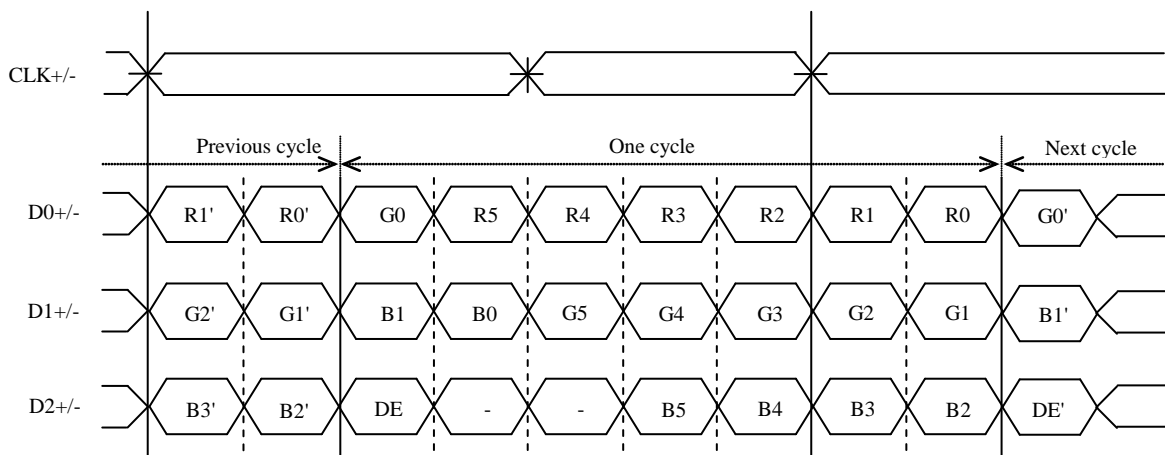 CLK+/-
Previous cycle One cycle Next cycle
D0+/- R1' R0' G0 R5 R4 R3 R2 R1 R0 G0'
D1+/- G2' G1' B1 B0 G5 G4 G3 G2 G1 B1'
D2+/- B3' B2' DE - - B5 B4 B3 B2 DE'